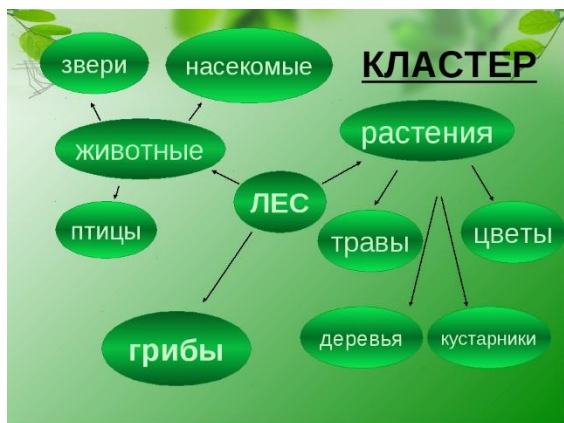 КЛАСТЕР
звери
насекомые
животные
растения
ЛЕС
птицы
травы
цветы
грибы
деревья
кустарники